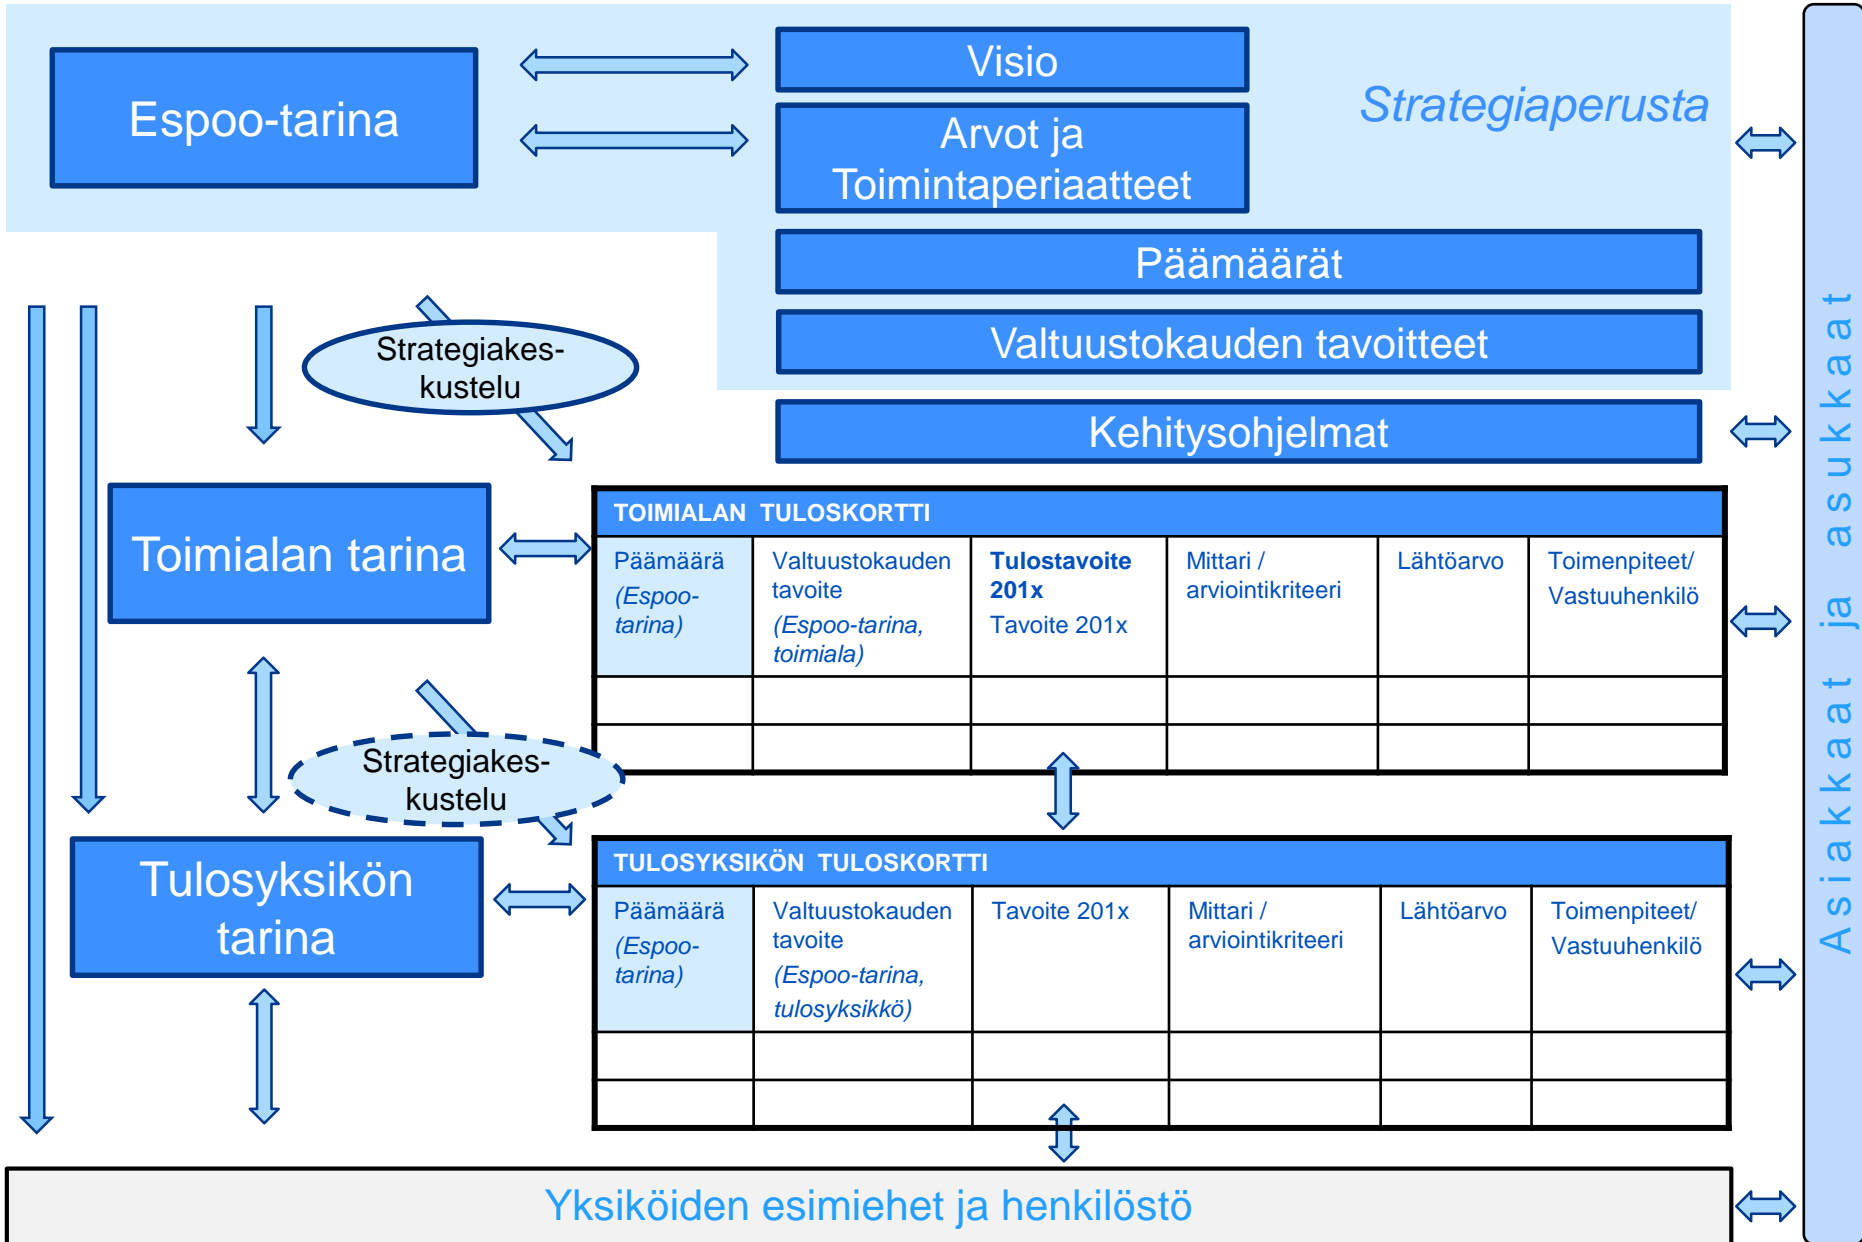 Espoo-tarina
Visio
Arvot ja
Toimintaperiaatteet
Strategiaperusta
Päämäärät
Valtuustokauden tavoitteet
Strategiakes-
kustelu
Kehitysohjelmat
Toimialan tarina
TOIMIALAN TULOSKORTTI
Päämäärä
(Espoo-
tarina)
Valtuustokauden
tavoite
(Espoo-tarina,
toimiala)
Tulostavoite
201x
Tavoite 201x
Mittari /
arviointikriteeri
Lähtöarvo
Toimenpiteet/
Vastuuhenkilö
Strategiakes-
kustelu
Tulosyksikön
tarina
TULOSYKSIKÖN TULOSKORTTI
Päämäärä
(Espoo-
tarina)
Valtuustokauden
tavoite
(Espoo-tarina,
tulosyksikkö)
Tavoite 201x
Mittari /
arviointikriteeri
Lähtöarvo
Toimenpiteet/
Vastuuhenkilö
Yksiköiden esimiehet ja henkilöstö
Asiakkaat ja asukkaat